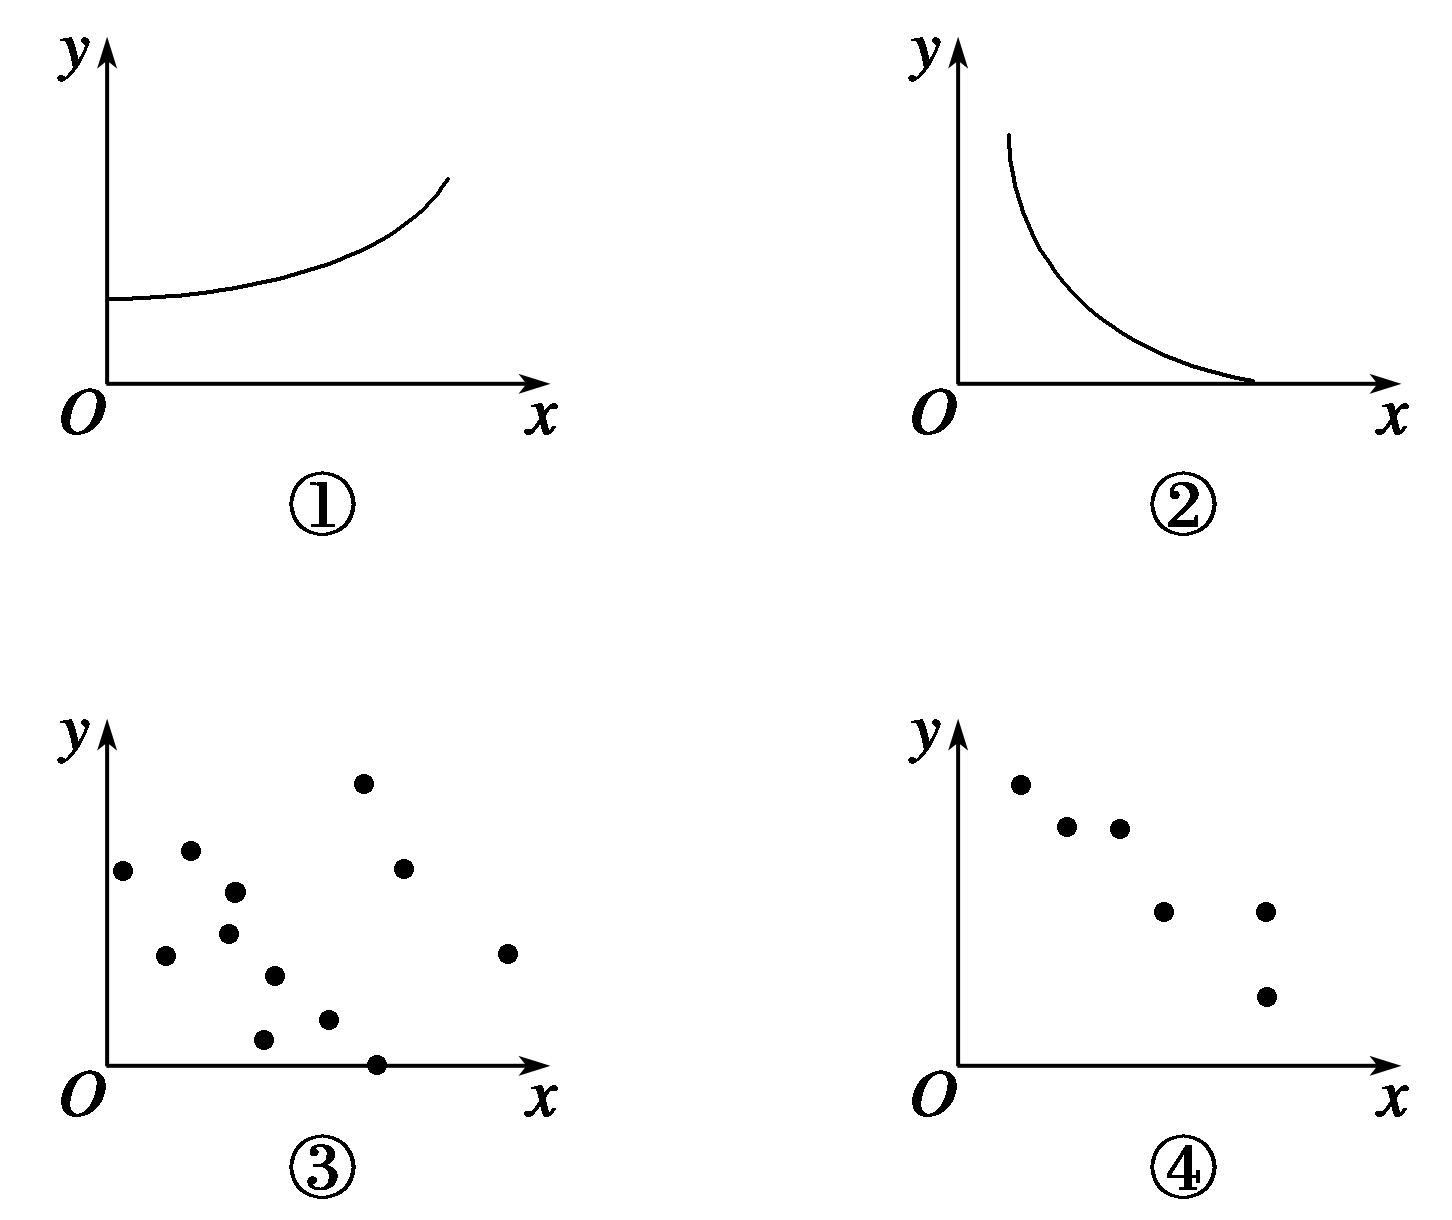 y y
O x O x
① ②
y y
O x O x
③ ④